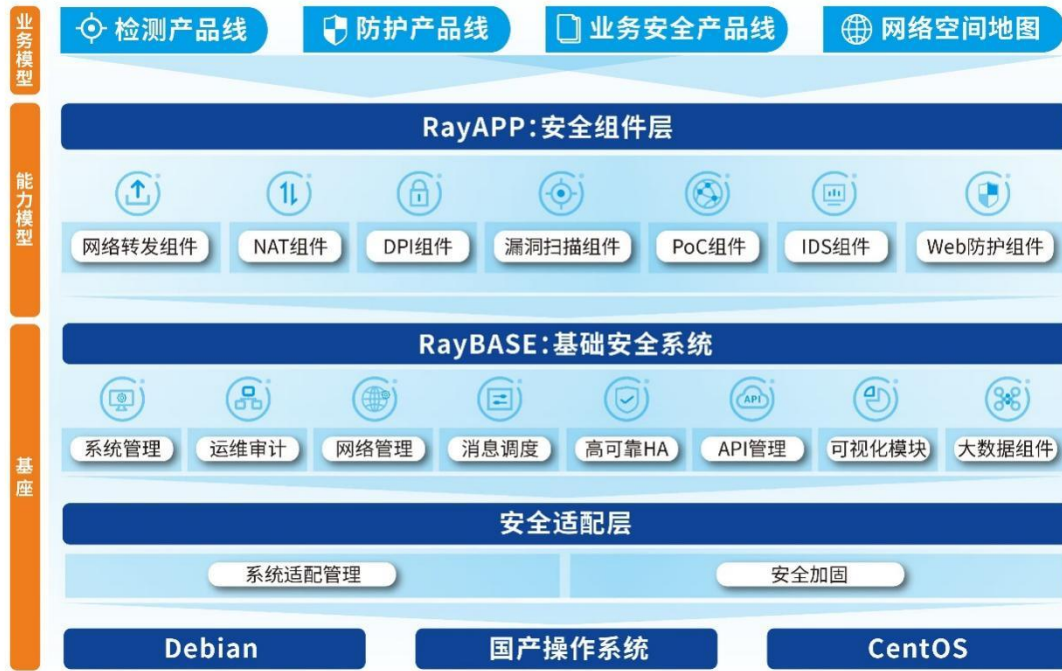 业务模型
检测产品线
防护产品线
业务安全产品线
网络空间地图
能力模型
RayAPP:安全组件层
网络转发组件
NAT组件
DPI组件
漏洞扫描组件
PoC组件
IDS组件
Web防护组件
基座
RayBASE:基础安全系统
API
系统管理
运维审计
网络管理
消息调度
高可靠HA
API管理
可视化模块
大数据组件
安全适配层
系统适配管理
安全加固
Debian
国产操作系统
CentOS